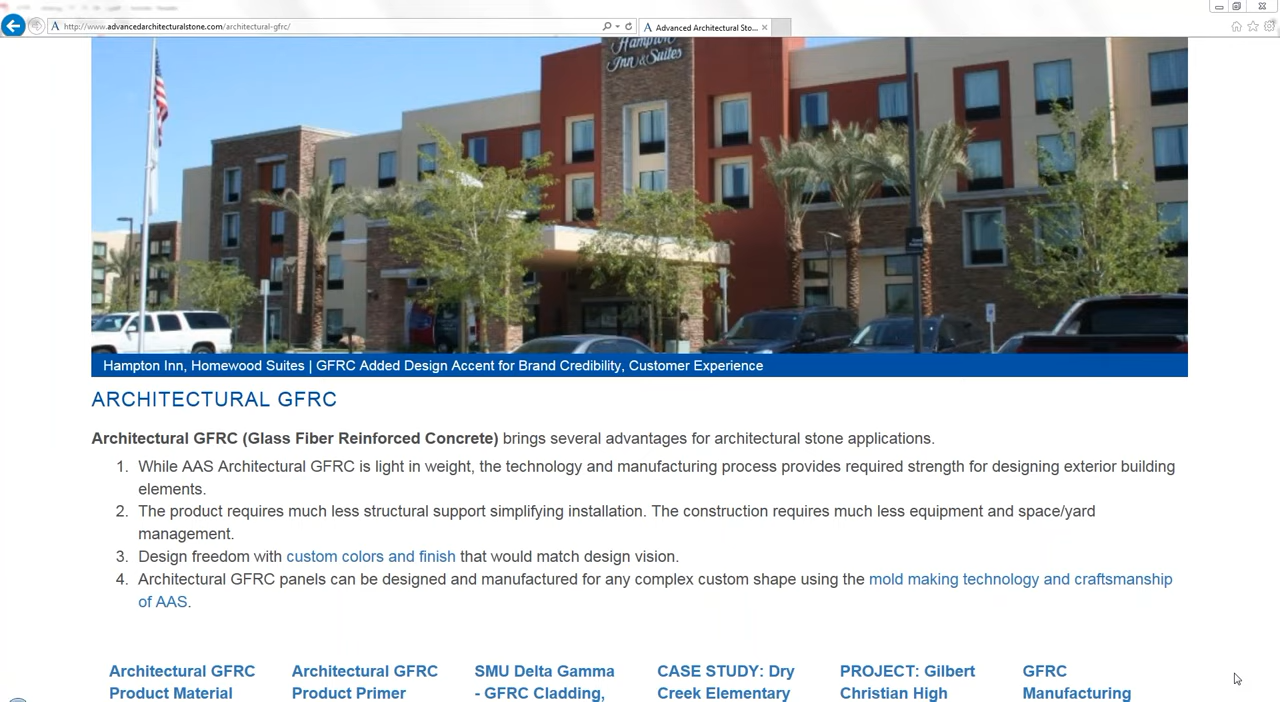 http://www.advancedarchitecturalstone.com/architectural-gfrc/
Advanced Architectural Sto...
Hampton
Inn & Suites
Hampton Inn, Homewood Suites | GFRC Added Design Accent for Brand Credibility, Customer Experience
ARCHITECTURAL GFRC
Architectural GFRC (Glass Fiber Reinforced Concrete) brings several advantages for architectural stone applications.
1. While AAS Architectural GFRC is light in weight, the technology and manufacturing process provides required strength for designing exterior building
elements.
2. The product requires much less structural support simplifying installation. The construction requires much less equipment and space/yard
management.
3. Design freedom with custom colors and finish that would match design vision.
4. Architectural GFRC panels can be designed and manufactured for any complex custom shape using the mold making technology and craftsmanship
of AAS.
Architectural GFRC
Product Material
Architectural GFRC
Product Primer
SMU Delta Gamma
- GFRC Cladding,
CASE STUDY: Dry
Creek Elementary
PROJECT: Gilbert
Christian High
GFRC
Manufacturing